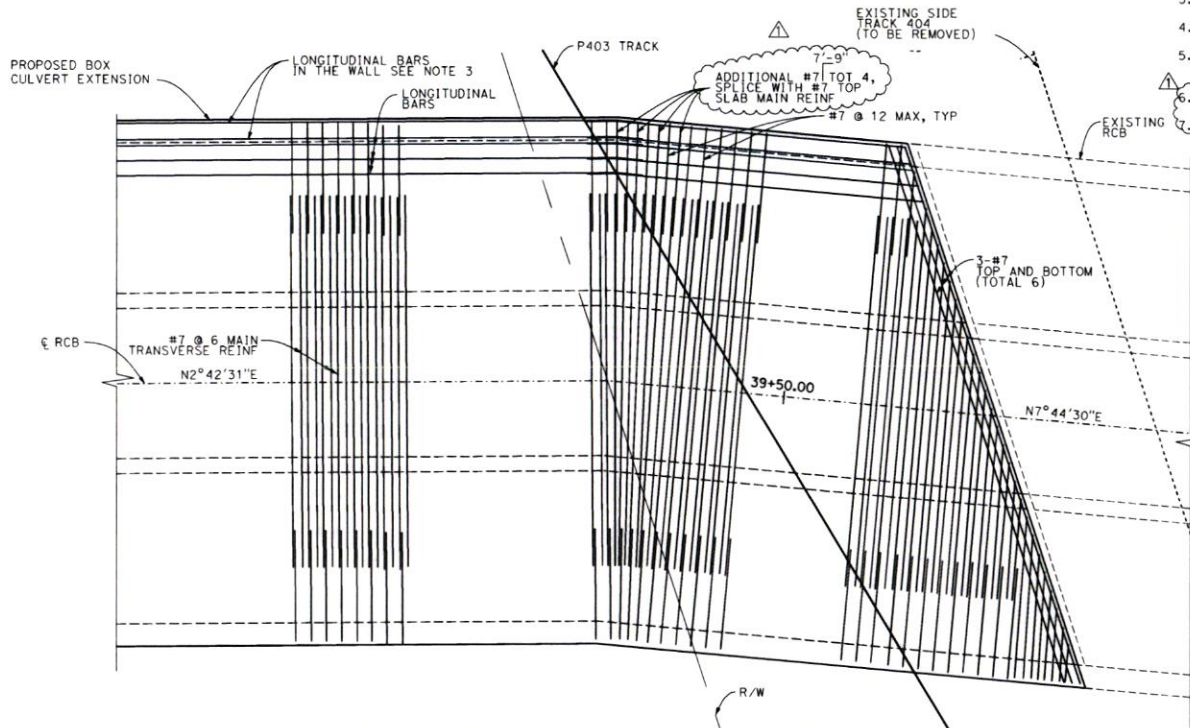 EXISTING SIDE
TRACK 404
(TO BE REMOVED)
4.
5.
1
1
6.
7.
P403 TRACK
7'-9"
ADDITIONAL #7 TOT 4,
SPLICE WITH #7 TOP
SLAB MAIN REINF
PROPOSED BOX
CULVERT EXTENSION
LONGITUDINAL BARS
IN THE WALL SEE NOTE 3
LONGITUDINAL
BARS
#7 @ 12 MAX, TYP
EXISTING
RCB
3-#7
TOP AND BOTTOM
(TOTAL 6)
#7 @ 6 MAIN
TRANSVERSE REINF
℄ RCB
N2°42'31"E
39+50.00
N7°44'30"E
R/W